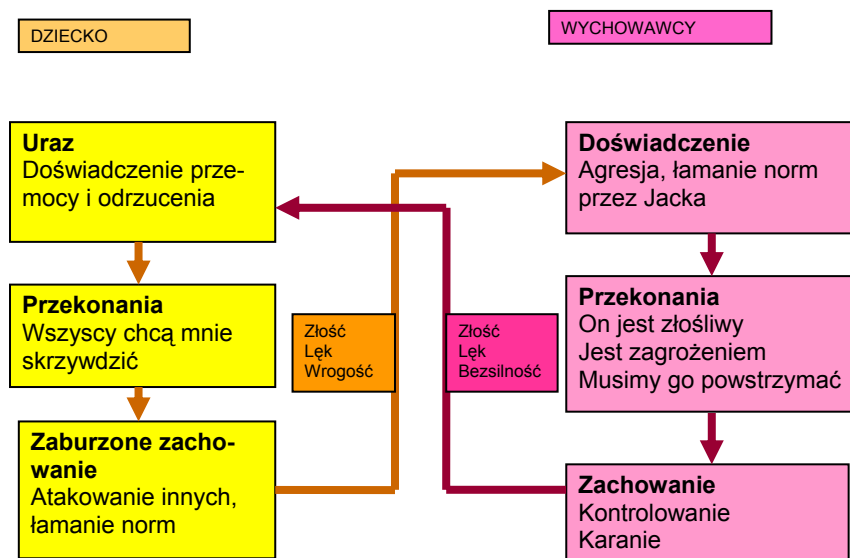 DZIECKO
WYCHOWAWCY
Uraz
Doświadczenie prze-
mocy i odrzucenia
Przekonania
Wszyscy chcą mnie
skrzywdzić
Zaburzone zacho-
wanie
Atakowanie innych,
łamanie norm
Złość
Lęk
Wrogość
Złość
Lęk
Bezsilność
Doświadczenie
Agresja, łamanie norm
przez Jacka
Przekonania
On jest złośliwy
Jest zagrożeniem
Musimy go powstrzymać
Zachowanie
Kontrolowanie
Karanie